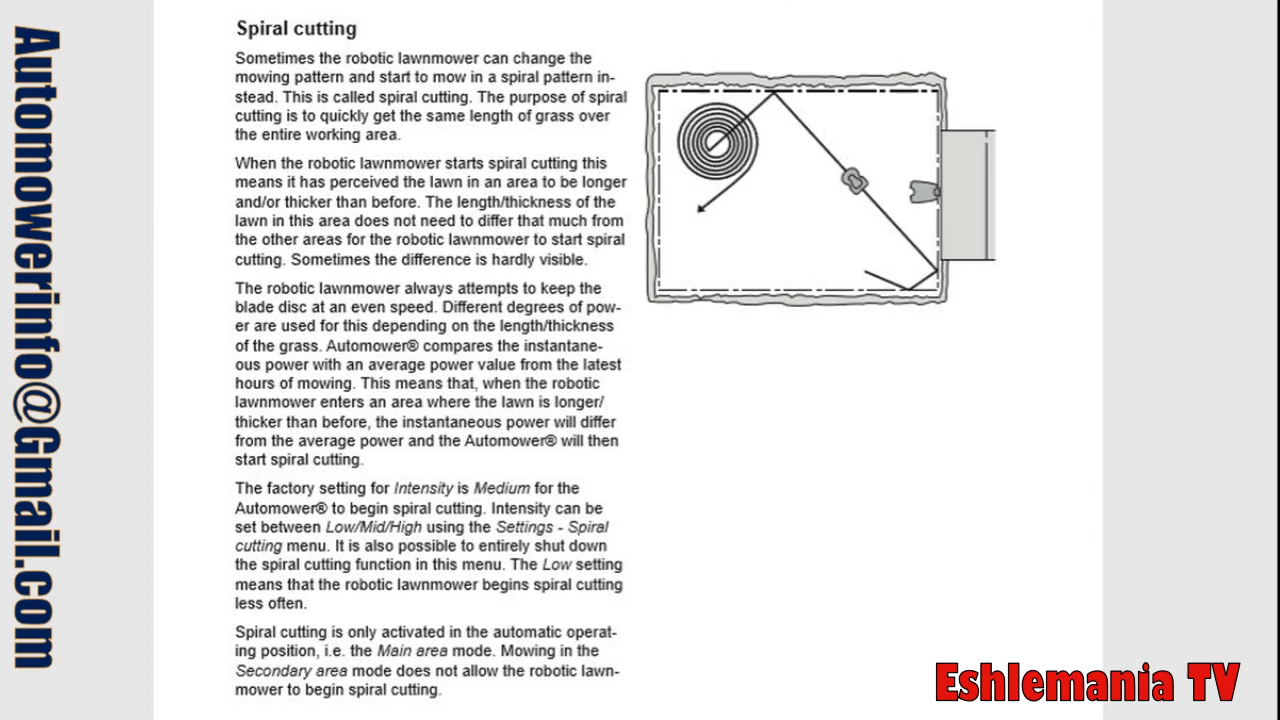 Automowerinfo@Gmail.com
Spiral cutting
Sometimes the robotic lawnmower can change the
mowing pattern and start to mow in a spiral pattern in-
stead. This is called spiral cutting. The purpose of spiral
cutting is to quickly get the same length of grass over
the entire working area.
When the robotic lawnmower starts spiral cutting this
means it has perceived the lawn in an area to be longer
and/or thicker than before. The length/thickness of the
lawn in this area does not need to differ that much from
the other areas for the robotic lawnmower to start spiral
cutting. Sometimes the difference is hardly visible.
The robotic lawnmower always attempts to keep the
blade disc at an even speed. Different degrees of pow-
er are used for this depending on the length/thickness
of the grass. Automower® compares the instantane-
ous power with an average power value from the latest
hours of mowing. This means that, when the robotic
lawnmower enters an area where the lawn is longer/
thicker than before, the instantaneous power will differ
from the average power and the Automower® will then
start spiral cutting.
The factory setting for Intensity is Medium for the
Automower® to begin spiral cutting. Intensity can be
set between Low/Mid/High using the Settings - Spiral
cutting menu. It is also possible to entirely shut down
the spiral cutting function in this menu. The Low setting
means that the robotic lawnmower begins spiral cutting
less often.
Spiral cutting is only activated in the automatic operat-
ing position, i.e. the Main area mode. Mowing in the
Secondary area mode does not allow the robotic lawn-
mower to begin spiral cutting.
Eshlemania TV